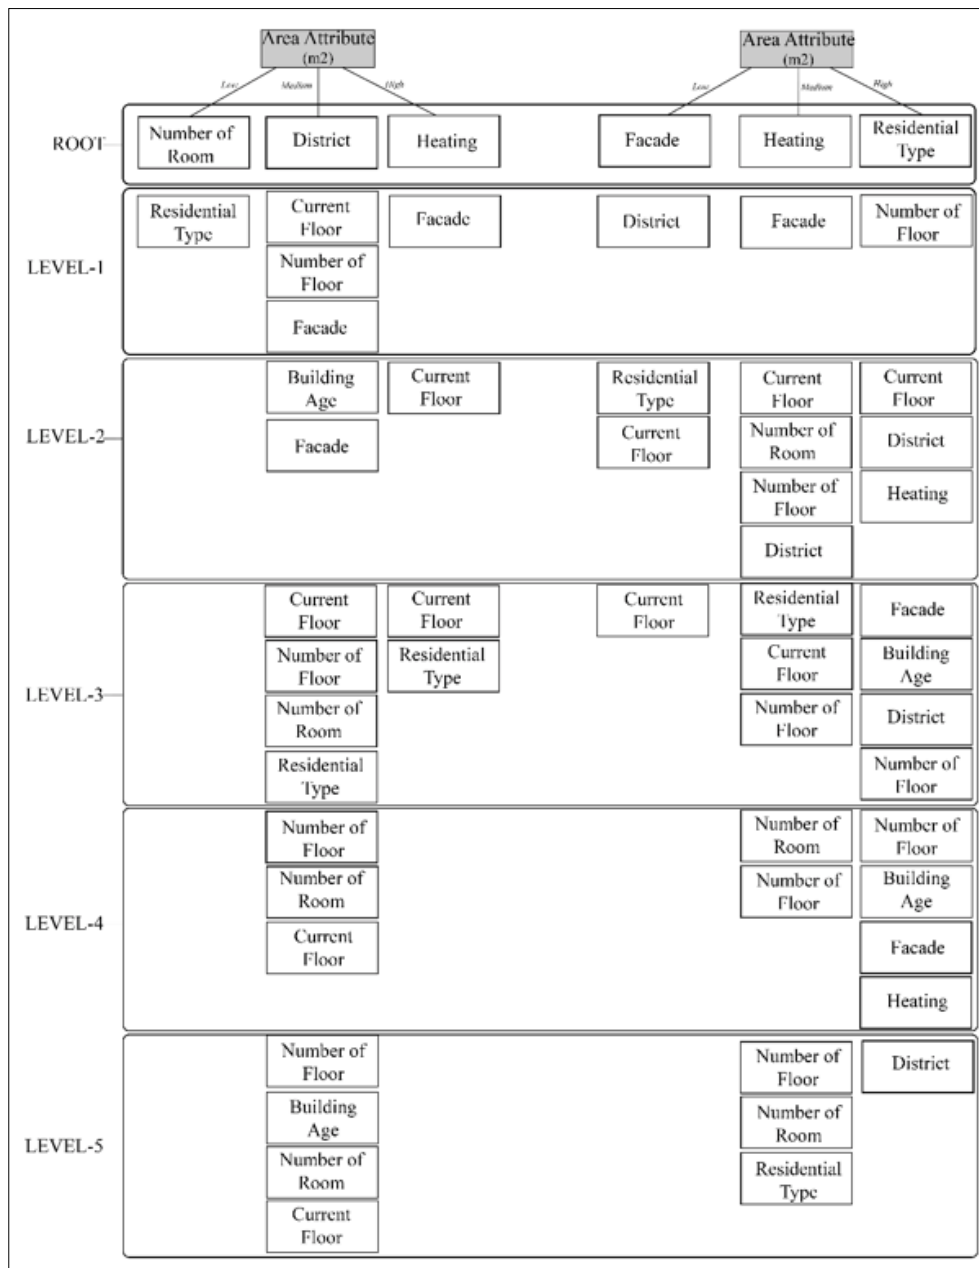 Area Attribute
(m2)
Area Attribute
(m2)
Low
Medium
High
Low
Medium
High
ROOT
Number of
Room
District
Heating
Facade
Heating
Residential
Type
LEVEL-1
Residential
Type
Current
Floor
Number of
Floor
Facade
Facade
District
Facade
Number of
Floor
LEVEL-2
Building
Age
Facade
Current
Floor
Residential
Type
Current
Floor
Current
Floor
Number of
Room
Number of
Floor
District
Current
Floor
District
Heating
LEVEL-3
Current
Floor
Number of
Floor
Number of
Room
Residential
Type
Current
Floor
Residential
Type
Current
Floor
Residential
Type
Current
Floor
Number of
Floor
Facade
Building
Age
District
Number of
Floor
LEVEL-4
Number of
Floor
Number of
Room
Current
Floor
Number of
Room
Number of
Floor
Number of
Floor
Building
Age
Facade
Heating
LEVEL-5
Number of
Floor
Building
Age
Number of
Room
Current
Floor
Number of
Floor
Number of
Room
Residential
Type
District